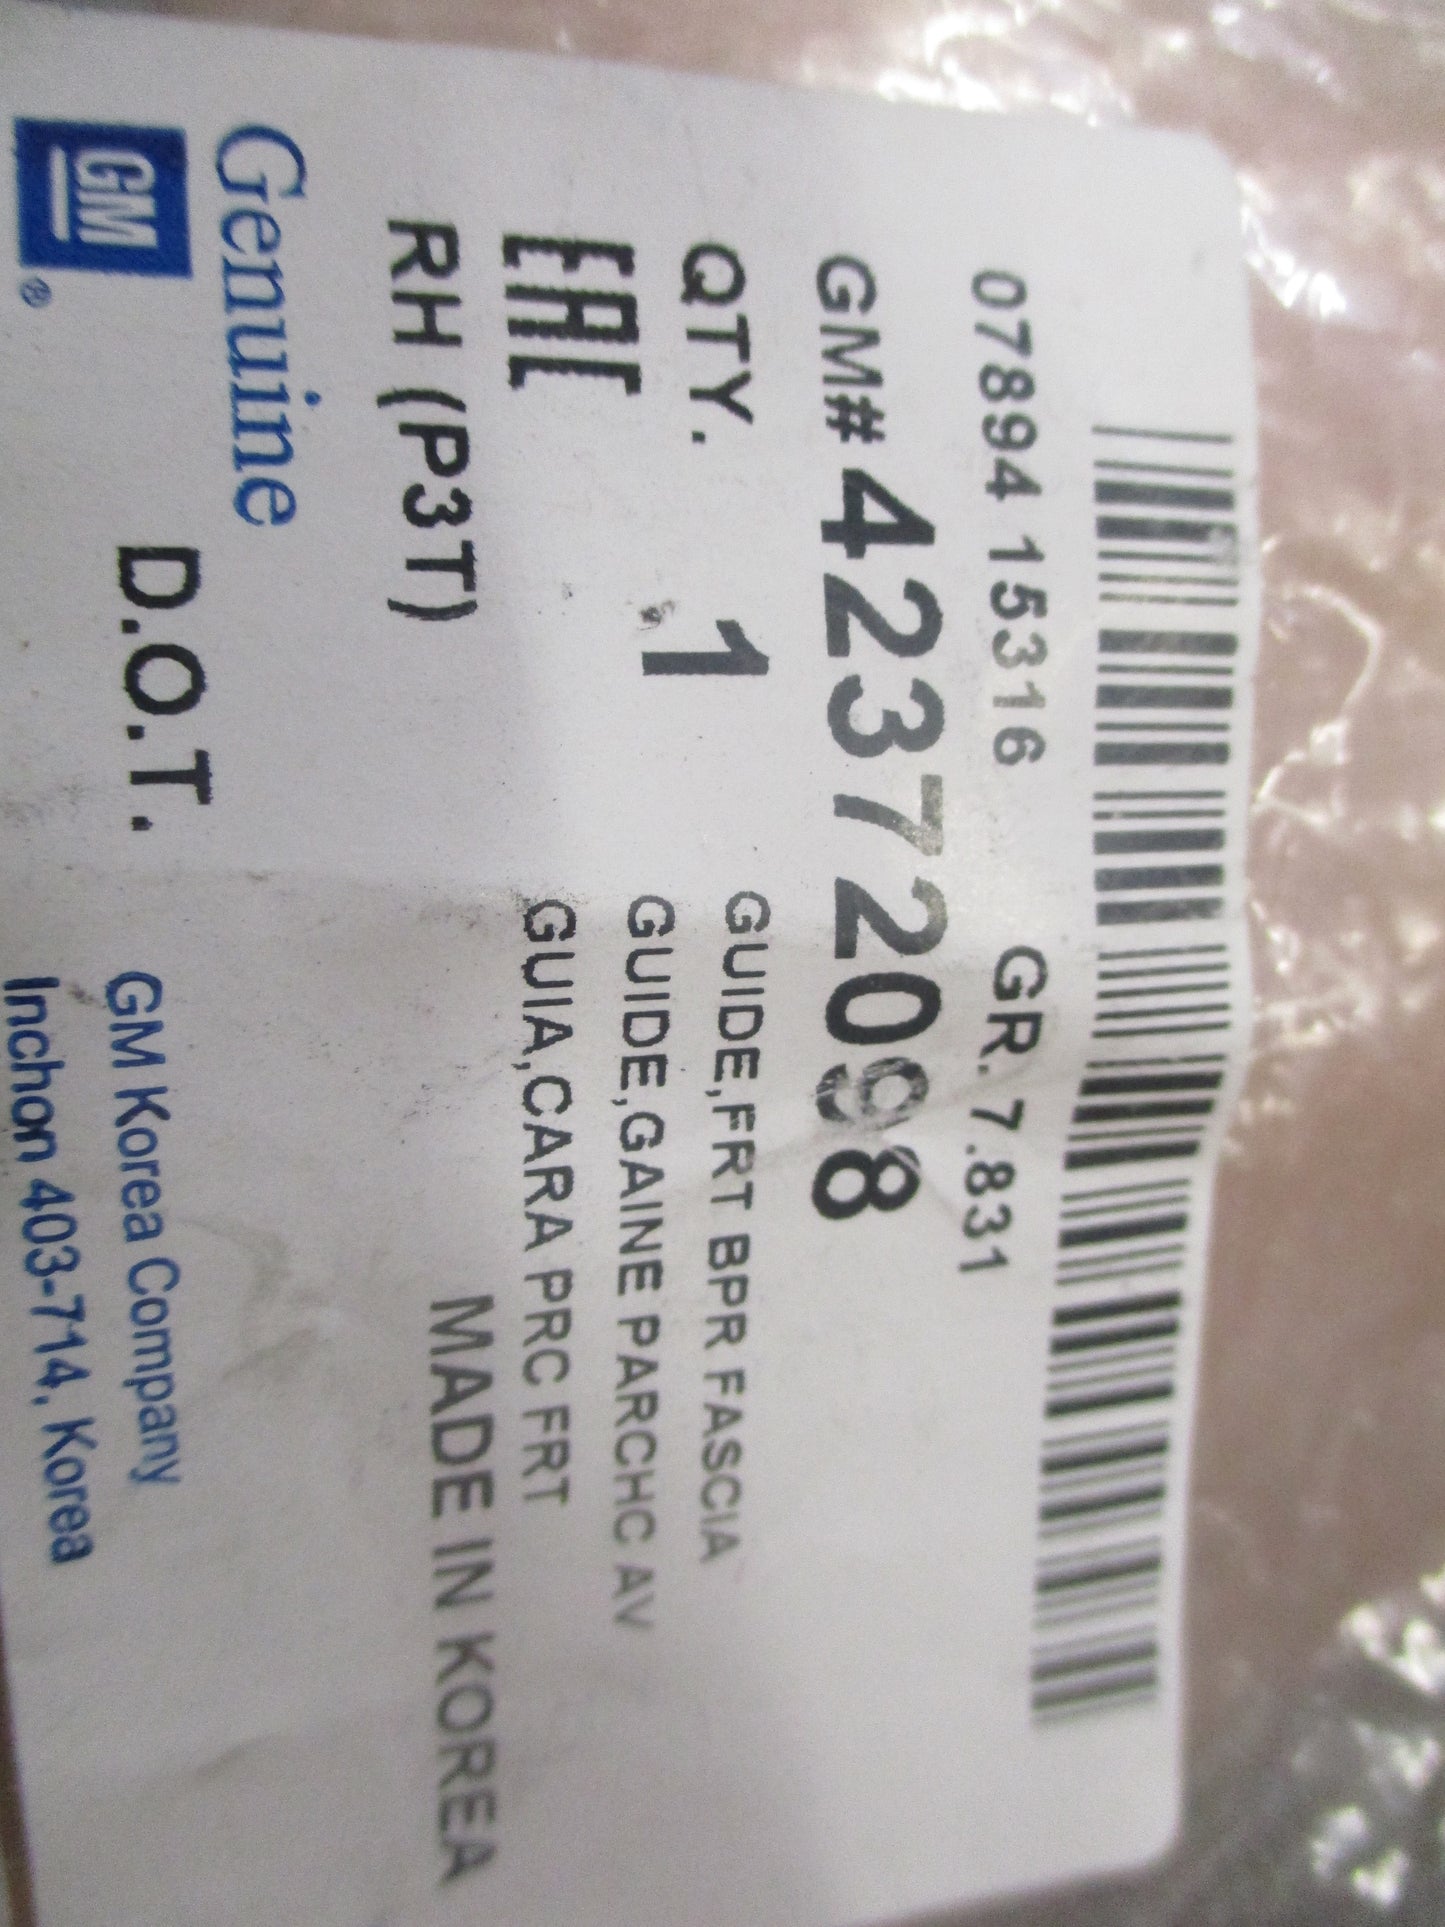 07894 15316 GR. 7.831
GM# 42372098
QTY. 1 GUIDE,FRT BPR FASCIA
GUIDE,GAINE PARCHC AV
EAC GUIA,CARA PRC FRT
RH (P3T) MADE IN KOREA
Genuine D.O.T. GM Korea Company
GM® Inchon 403-714, Korea